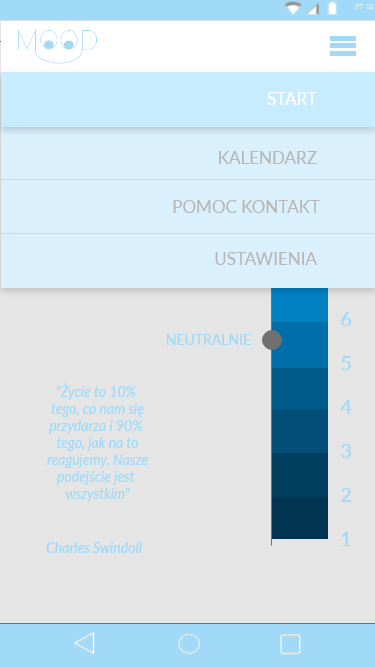 MOOD
START
KALENDARZ
POMOC KONTAKT
USTAWIENIA
6
NEUTRALNIE
5
"Życie to 10%
tego, co nam się
przydarza i 90%
tego, jak na to
reagujemy. Nasze
podejście jest
wszystkim"
4
3
2
1
Charles Swindoll